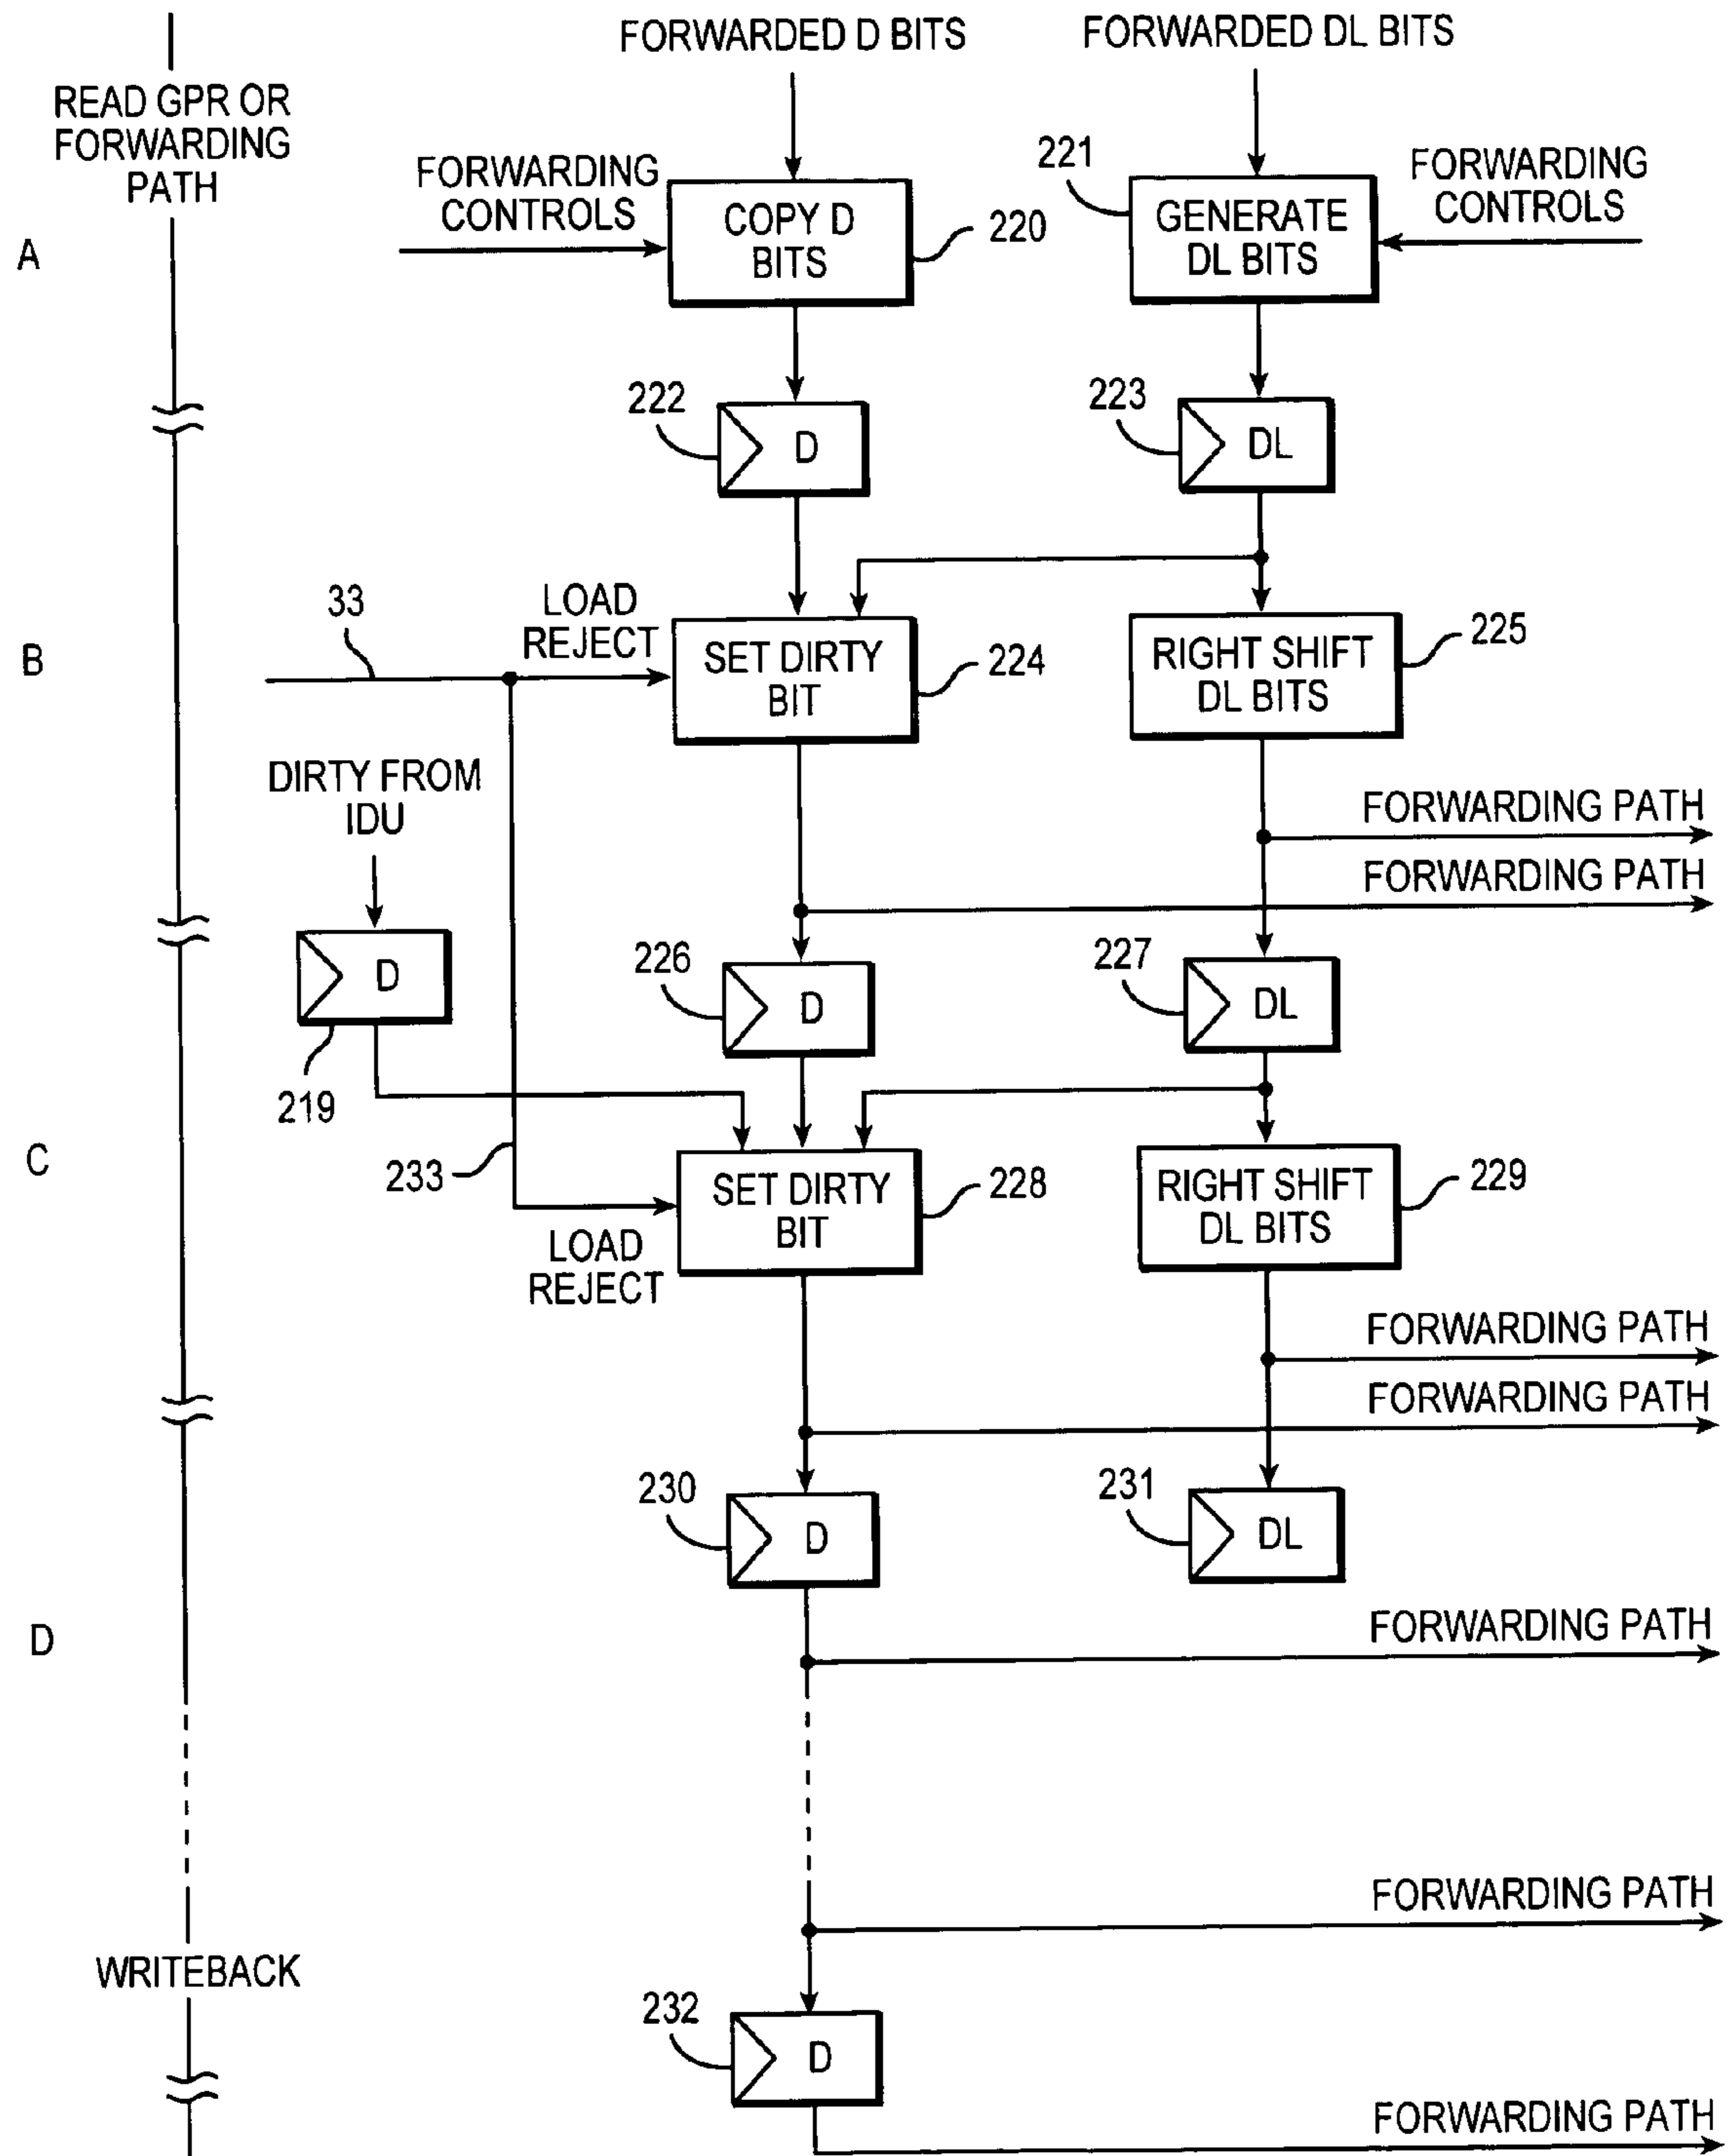 FORWARDED D BITS
FORWARDED DL BITS
READ GPR OR
FORWARDING
PATH
FORWARDING
CONTROLS
COPY D
BITS
220
221
GENERATE
DL BITS
FORWARDING
CONTROLS
A
222
D
223
DL
33
LOAD
REJECT
SET DIRTY
BIT
224
RIGHT SHIFT
DL BITS
225
B
DIRTY FROM
IDU
FORWARDING PATH
FORWARDING PATH
D
219
226
D
227
DL
C
233
LOAD
REJECT
SET DIRTY
BIT
228
RIGHT SHIFT
DL BITS
229
FORWARDING PATH
FORWARDING PATH
230
D
231
DL
D
FORWARDING PATH
FORWARDING PATH
WRITEBACK
232
D
FORWARDING PATH